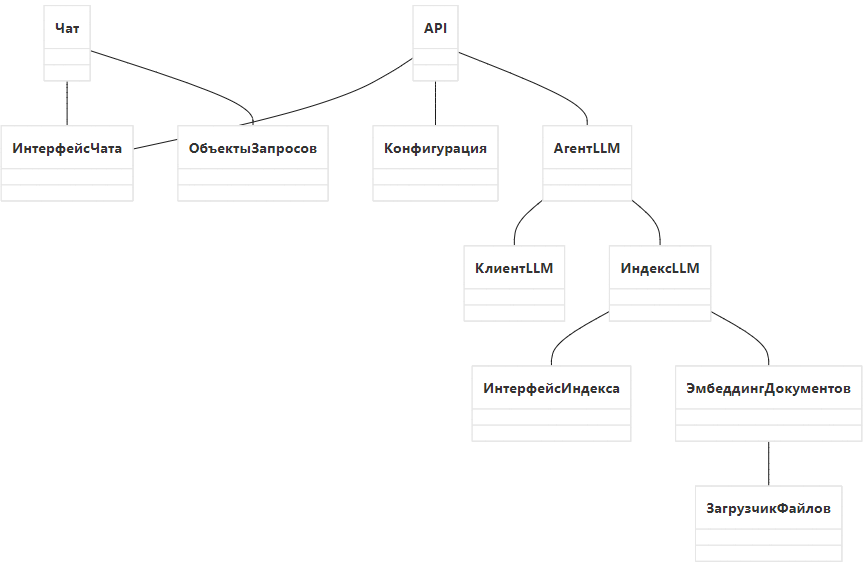 Чат
API
ИнтерфейсЧата
ОбъектыЗапросов
Конфигурация
АгентLLM
КлиентLLM
ИндексLLM
ИнтерфейсИндекса
ЭмбеддингДокументов
ЗагрузчикФайлов